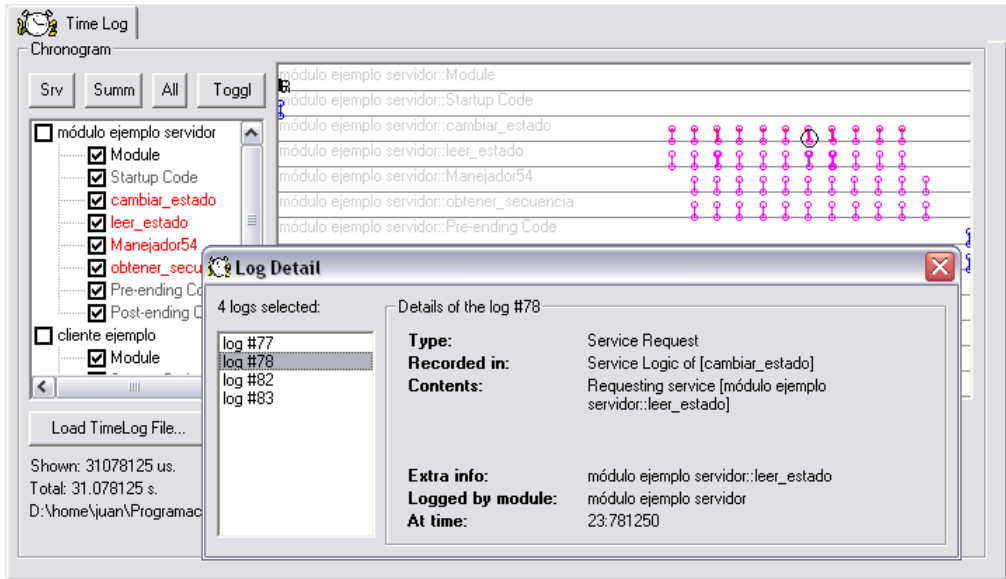 Time Log
Chronogram
Srv Summ All Toggl
módulo ejemplo servidor
Module
Startup Code
cambiar_estado
leer_estado
Manejador54
obtener_secu
Pre-ending Co
Post-ending C
cliente ejemplo
Module
Load TimeLog File...
Shown: 31078125 us.
Total: 31.078125 s.
D:\home\juan\Programac
módulo ejemplo servidor::Module
módulo ejemplo servidor::Startup Code
módulo ejemplo servidor::cambiar_estado
módulo ejemplo servidor::leer_estado
módulo ejemplo servidor::Manejador54
módulo ejemplo servidor::obtener_secuencia
módulo ejemplo servidor::Pre-ending Code
Log Detail
4 logs selected:
log #77
log #78
log #82
log #83
Details of the log #78
Type: Service Request
Recorded in: Service Logic of [cambiar_estado]
Contents: Requesting service [módulo ejemplo
servidor::leer_estado]
Extra info: módulo ejemplo servidor::leer_estado
Logged by module: módulo ejemplo servidor
At time: 23:781250